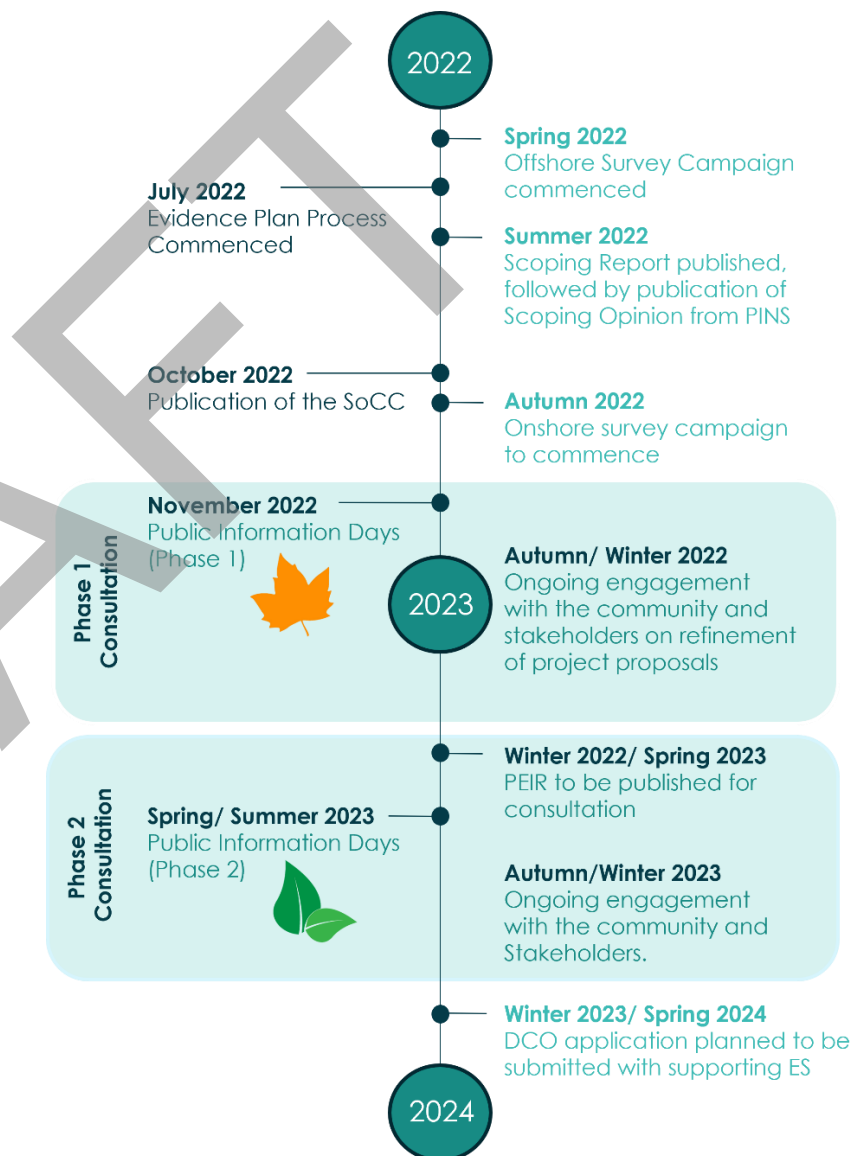 2022
Spring 2022
Offshore Survey Campaign
commenced
July 2022
Evidence Plan Process
Commenced
Summer 2022
Scoping Report published,
followed by publication of
Scoping Opinion from PINS
October 2022
Publication of the SoCC
Autumn 2022
Onshore survey campaign
to commence
Phase 1
Consultation
November 2022
Public Information Days
(Phase 1)
2023
Autumn/ Winter 2022
Ongoing engagement
with the community and
stakeholders on refinement
of project proposals
Phase 2
Consultation
Winter 2022/ Spring 2023
PEIR to be published for
consultation
Spring/ Summer 2023
Public Information Days
(Phase 2)
Autumn/Winter 2023
Ongoing engagement
with the community and
Stakeholders.
Winter 2023/ Spring 2024
DCO application planned to be
submitted with supporting ES
2024
AFT